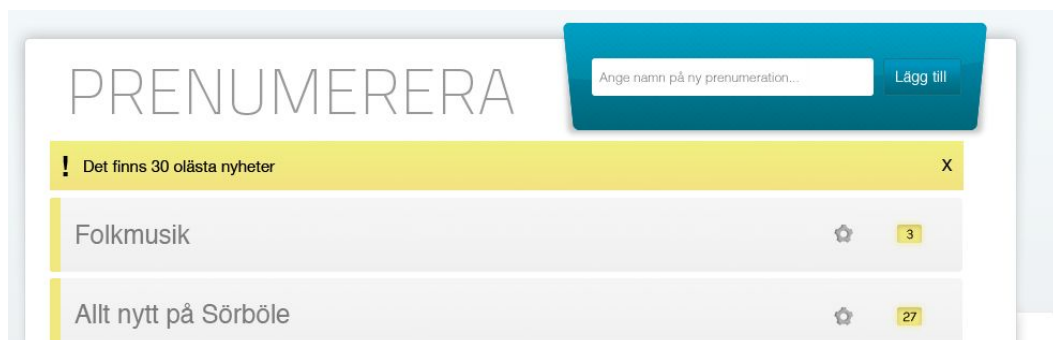 PRENUMERERA
Ange namn på ny prenumeration...
Lägg till
! Det finns 30 olästa nyheter X
Folkmusik 3
Allt nytt på Sörböle 27